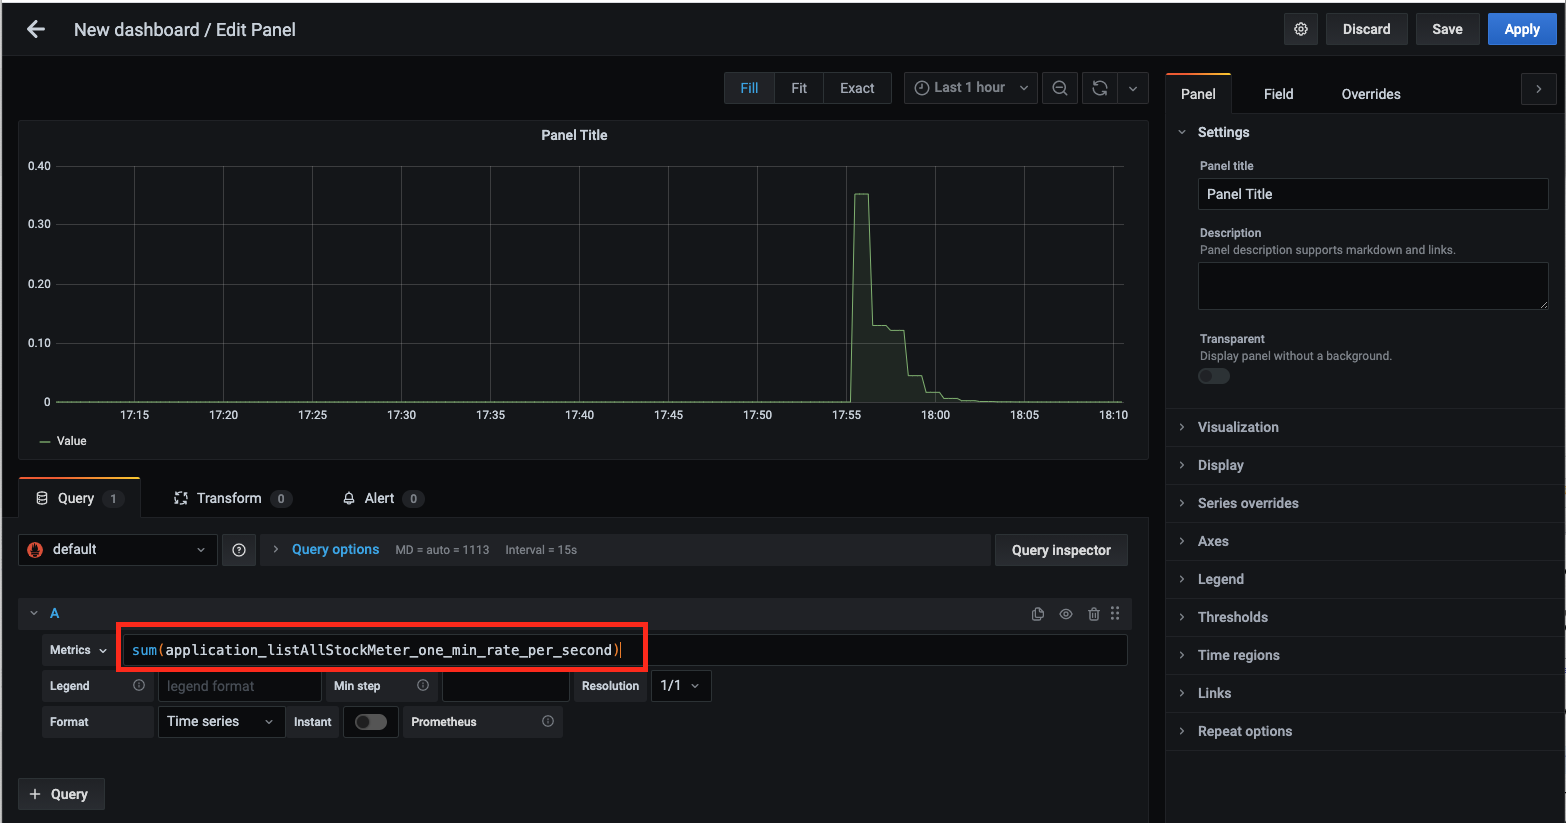 New dashboard / Edit Panel
Discard
Save
Apply
Fill
Fit
Exact
Last 1 hour
Panel Title
0.40
0.30
0.20
0.10
0
17:15 17:20 17:25 17:30 17:35 17:40 17:45 17:50 17:55 18:00 18:05 18:10
Value
Query 1
Transform 0
Alert 0
default
Query options MD = auto = 1113 Interval = 15s
Query inspector
A
Metrics
sum(application_listAllStockMeter_one_min_rate_per_second)
Legend
legend format
Min step
Resolution
1/1
Format
Time series
Instant
Prometheus
+ Query
Panel
Field
Overrides
Settings
Panel title
Panel Title
Description
Panel description supports markdown and links.
Transparent
Display panel without a background.
Visualization
Display
Series overrides
Axes
Legend
Thresholds
Time regions
Links
Repeat options